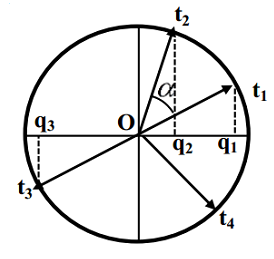 t₂
α
t₁
q₃
O
q₂
q₁
t₃
t₄